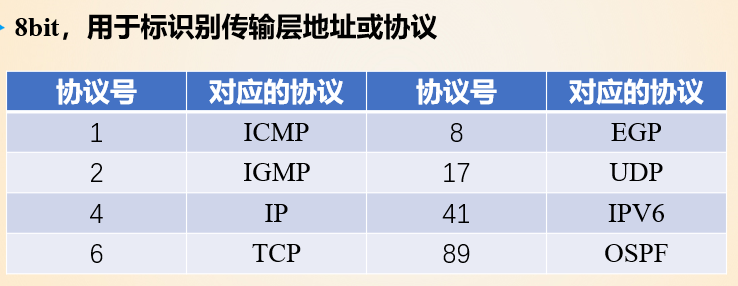 8bit，用于标识别传输层地址或协议
协议号 对应的协议 协议号 对应的协议
1 ICMP 8 EGP
2 IGMP 17 UDP
4 IP 41 IPV6
6 TCP 89 OSPF